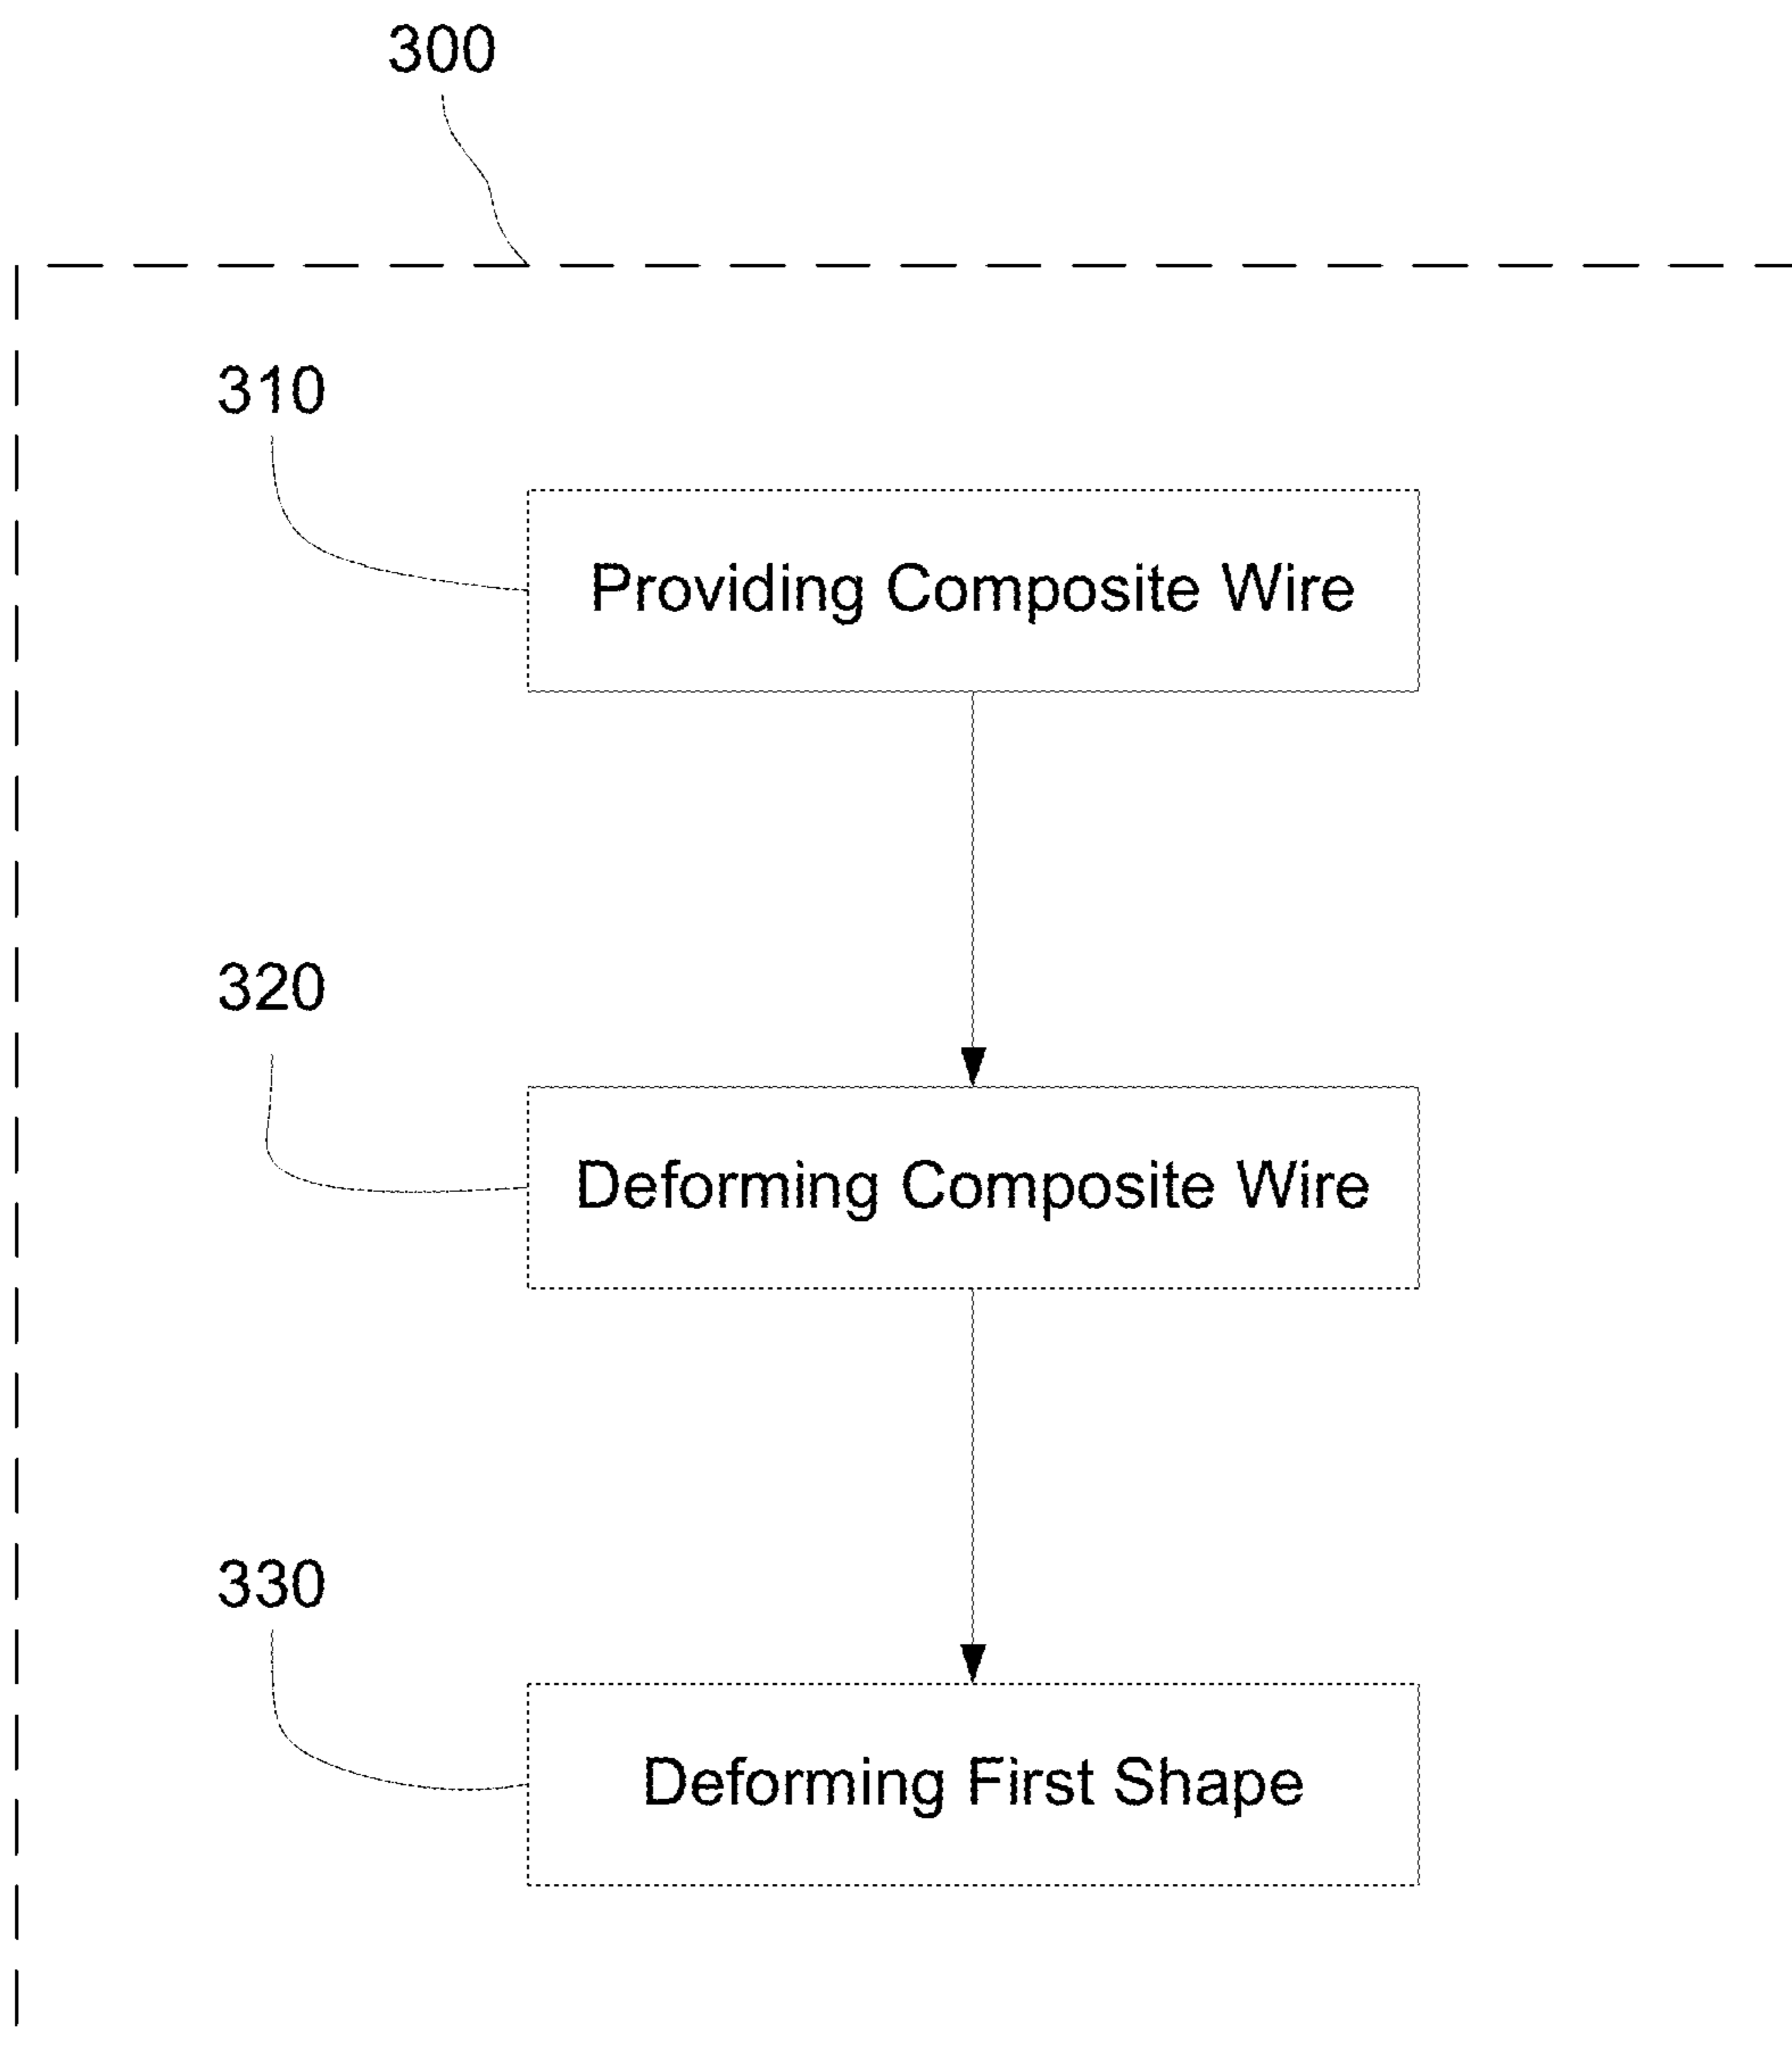 300
310
Providing Composite Wire
320
Deforming Composite Wire
330
Deforming First Shape